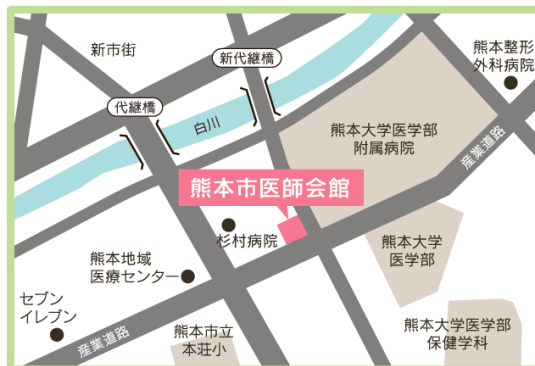 新市街
新代継橋
熊本整形
外科病院
代継橋
白川
熊本大学医学部
附属病院
産業道路
熊本市医師会館
杉村病院
熊本大学
医学部
熊本地域
医療センター
セブン
イレブン
産業道路
熊本市立
本荘小
熊本大学医学部
保健学科